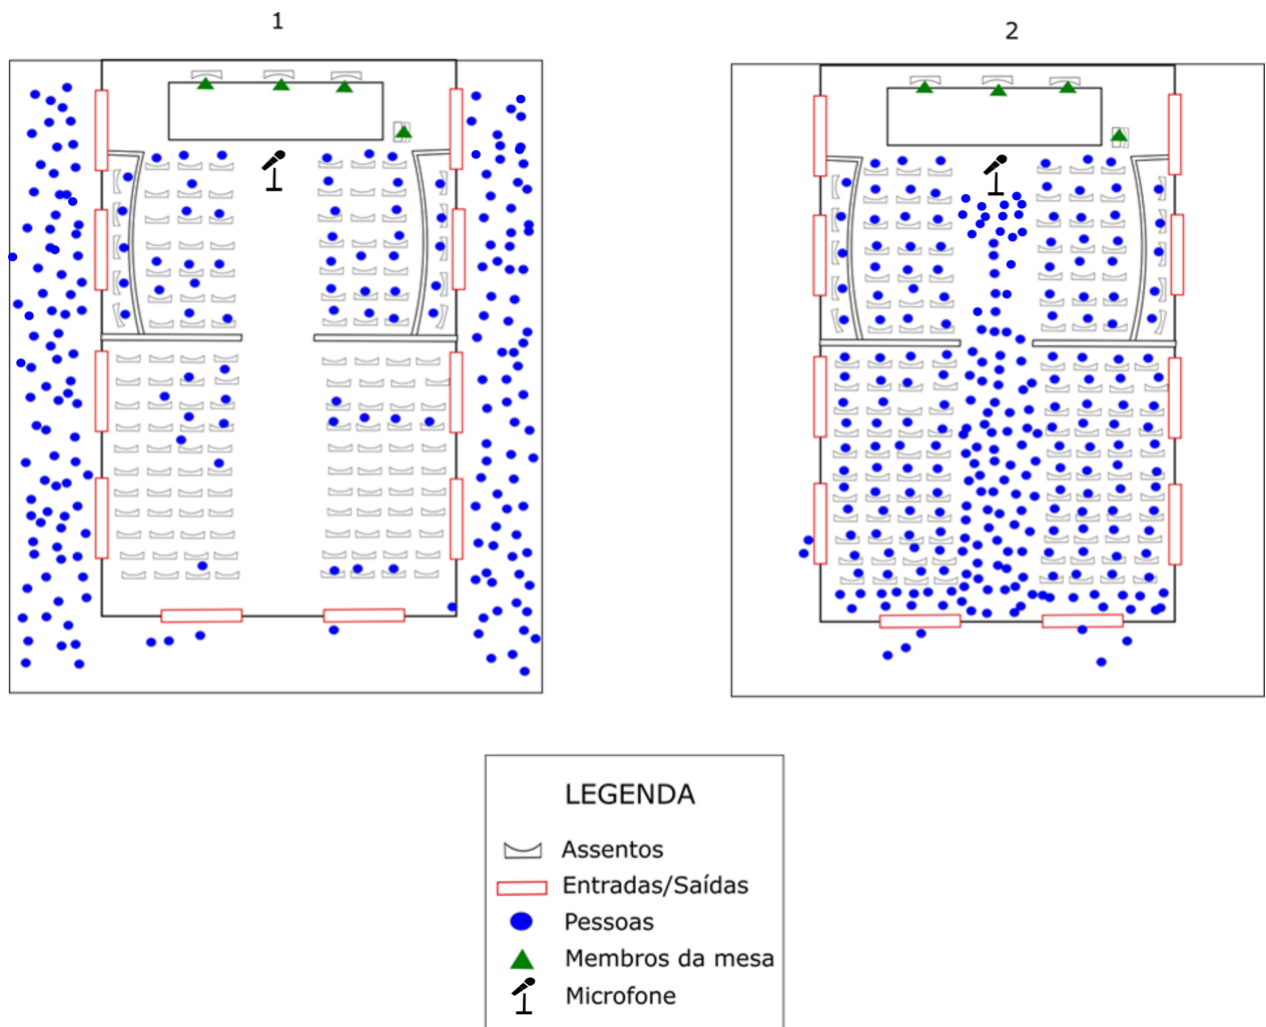 1
2
LEGENDA
Assentos
Entradas/Saídas
Pessoas
Membros da mesa
Microfone